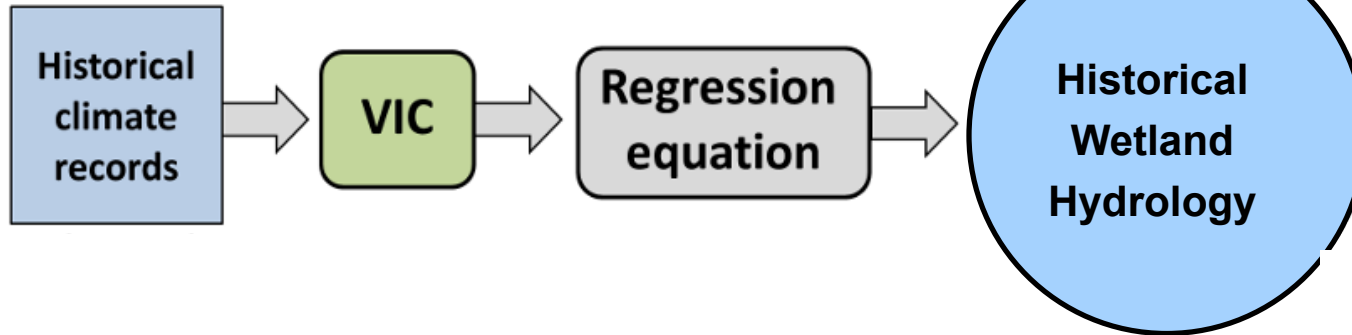 Historical
climate
records
VIC
Regression
equation
Historical
Wetland
Hydrology